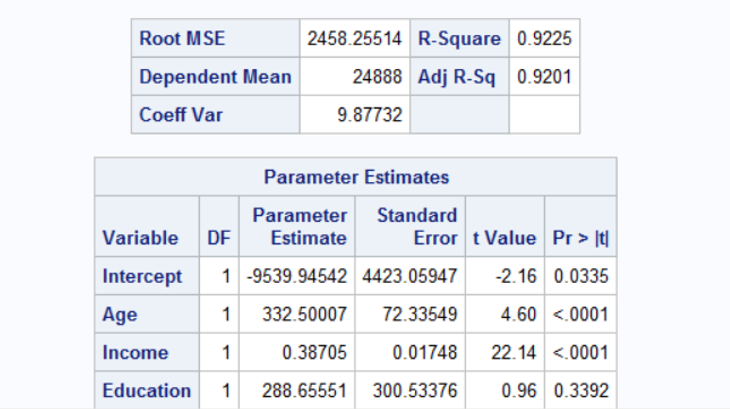 Root MSE 2458.25514 R-Square 0.9225
Dependent Mean 24888 Adj R-Sq 0.9201
Coeff Var 9.87732
Parameter Estimates
Variable DF Parameter Estimate Standard Error t Value Pr > |t|
Intercept 1 -9539.94542 4423.05947 -2.16 0.0335
Age 1 332.50007 72.33549 4.60 <.0001
Income 1 0.38705 0.01748 22.14 <.0001
Education 1 288.65551 300.53376 0.96 0.3392